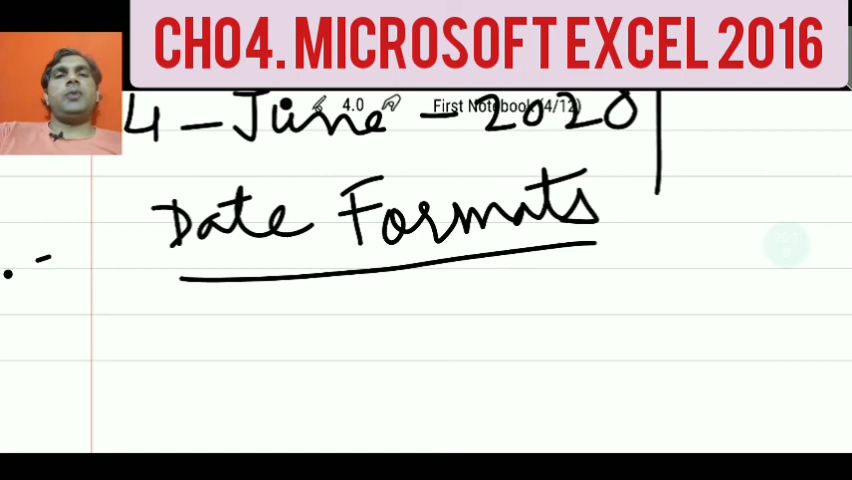 CH04. MICROSOFT EXCEL 2016
4.0 First Notebook (4/12)
4-June-2020
Date Formats